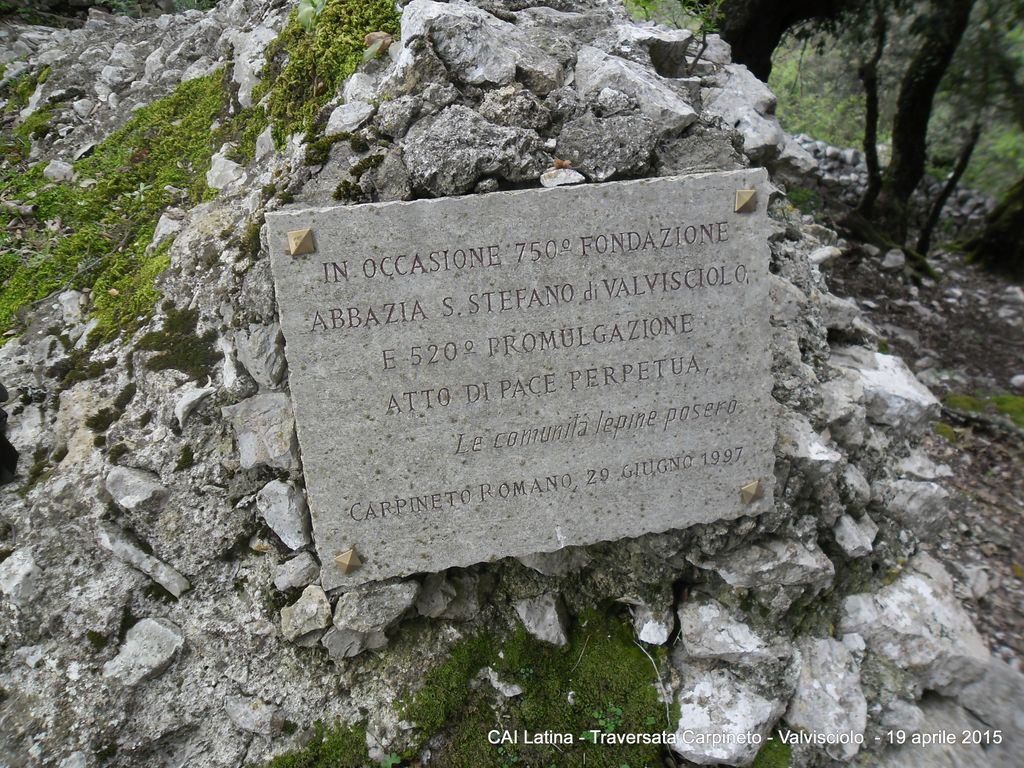 IN OCCASIONE 750º FONDAZIONE
ABBAZIA S. STEFANO di VALVISCIOLO,
E 520º PROMULGAZIONE
ATTO DI PACE PERPETUA,
Le comunità lepine posero.
CARPINETO ROMANO, 29 GIUGNO 1997
CAI Latina - Traversata Carpineto - Valvisciolo - 19 aprile 2015